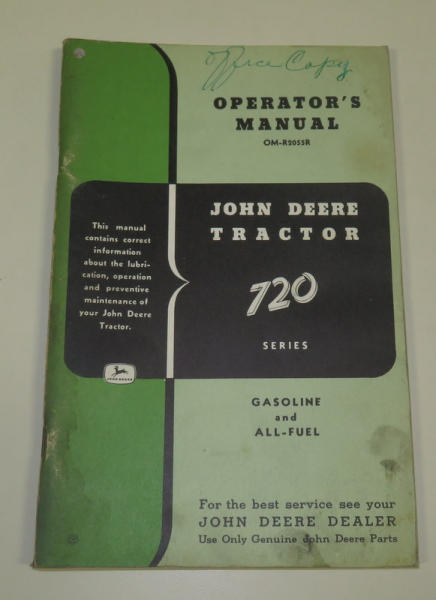 Office Copy
OPERATOR'S
MANUAL
OM-R2055R
This manual
contains correct
information
about the lubri-
cation, operation
and preventive
maintenance of
your John Deere
Tractor.
JOHN DEERE
TRACTOR
720
SERIES
JOHN DEERE
GASOLINE
and
ALL-FUEL
For the best service see your
JOHN DEERE DEALER
Use Only Genuine John Deere Parts